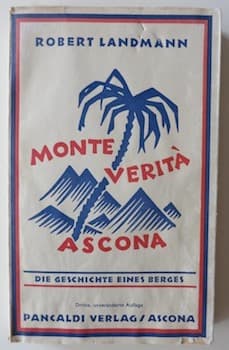 ROBERT LANDMANN
MONTE
VERITÀ
ASCONA
DIE GESCHICHTE EINES BERGES
Dritte, unveränderte Auflage
PANCALDI VERLAG / ASCONA